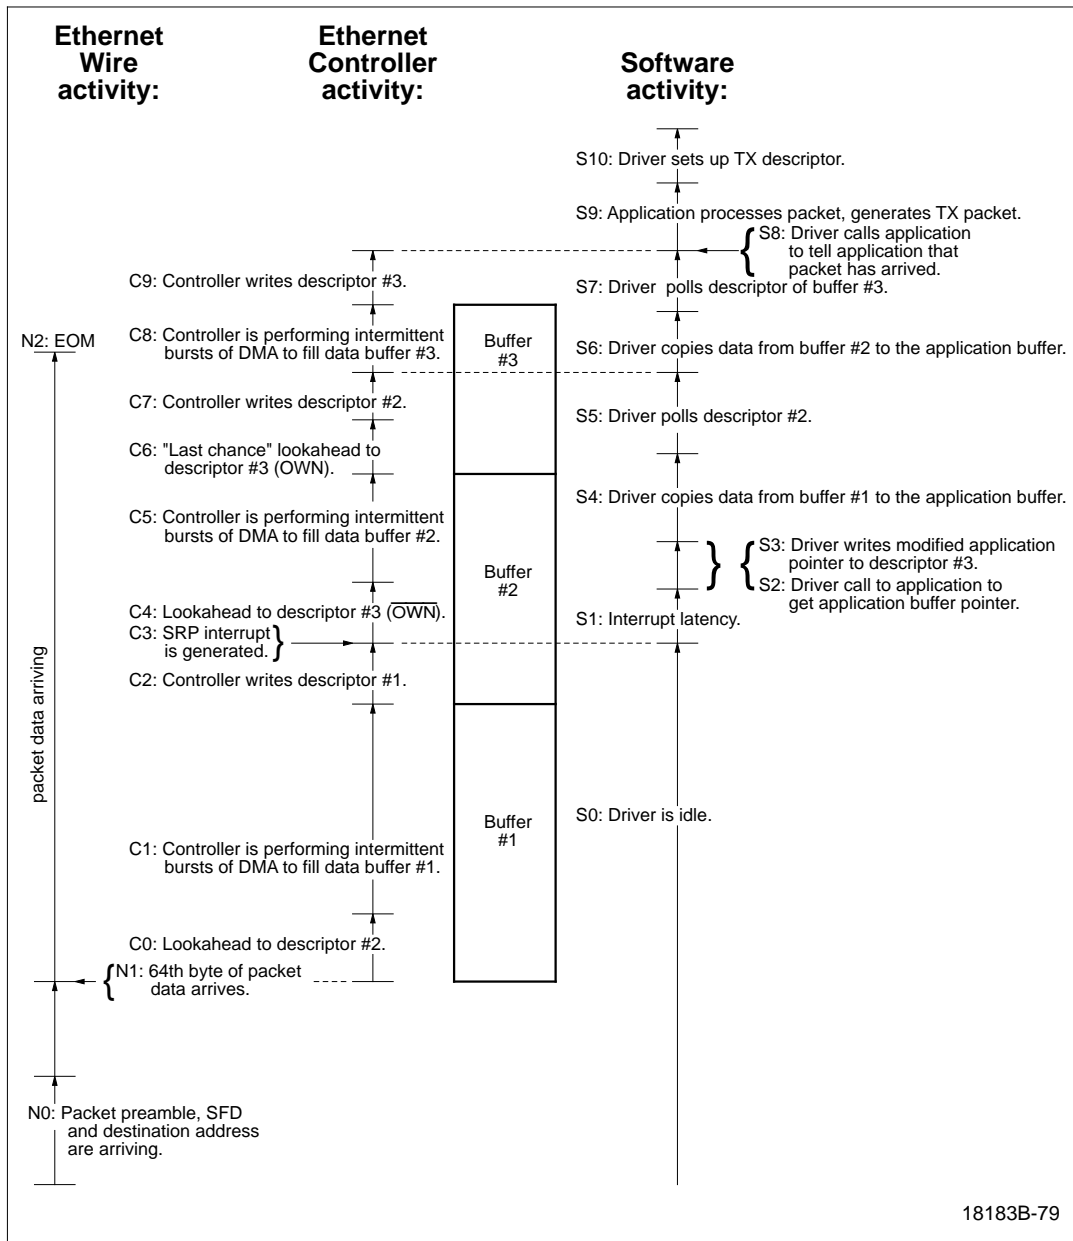 Ethernet
Wire
activity:
Ethernet
Controller
activity:
Software
activity:
S10: Driver sets up TX descriptor.
S9: Application processes packet, generates TX packet.
S8: Driver calls application
to tell application that
packet has arrived.
C9: Controller writes descriptor #3.
S7: Driver polls descriptor of buffer #3.
N2: EOM
C8: Controller is performing intermittent
bursts of DMA to fill data buffer #3.
Buffer
#3
S6: Driver copies data from buffer #2 to the application buffer.
C7: Controller writes descriptor #2.
S5: Driver polls descriptor #2.
C6: "Last chance" lookahead to
descriptor #3 (OWN).
S4: Driver copies data from buffer #1 to the application buffer.
C5: Controller is performing intermittent
bursts of DMA to fill data buffer #2.
S3: Driver writes modified application
pointer to descriptor #3.
Buffer
#2
S2: Driver call to application to
get application buffer pointer.
C4: Lookahead to descriptor #3 (O̅W̅N̅).
S1: Interrupt latency.
C3: SRP interrupt
is generated.
C2: Controller writes descriptor #1.
packet data arriving
S0: Driver is idle.
Buffer
#1
C1: Controller is performing intermittent
bursts of DMA to fill data buffer #1.
C0: Lookahead to descriptor #2.
N1: 64th byte of packet
data arrives.
N0: Packet preamble, SFD
and destination address
are arriving.
18183B-79